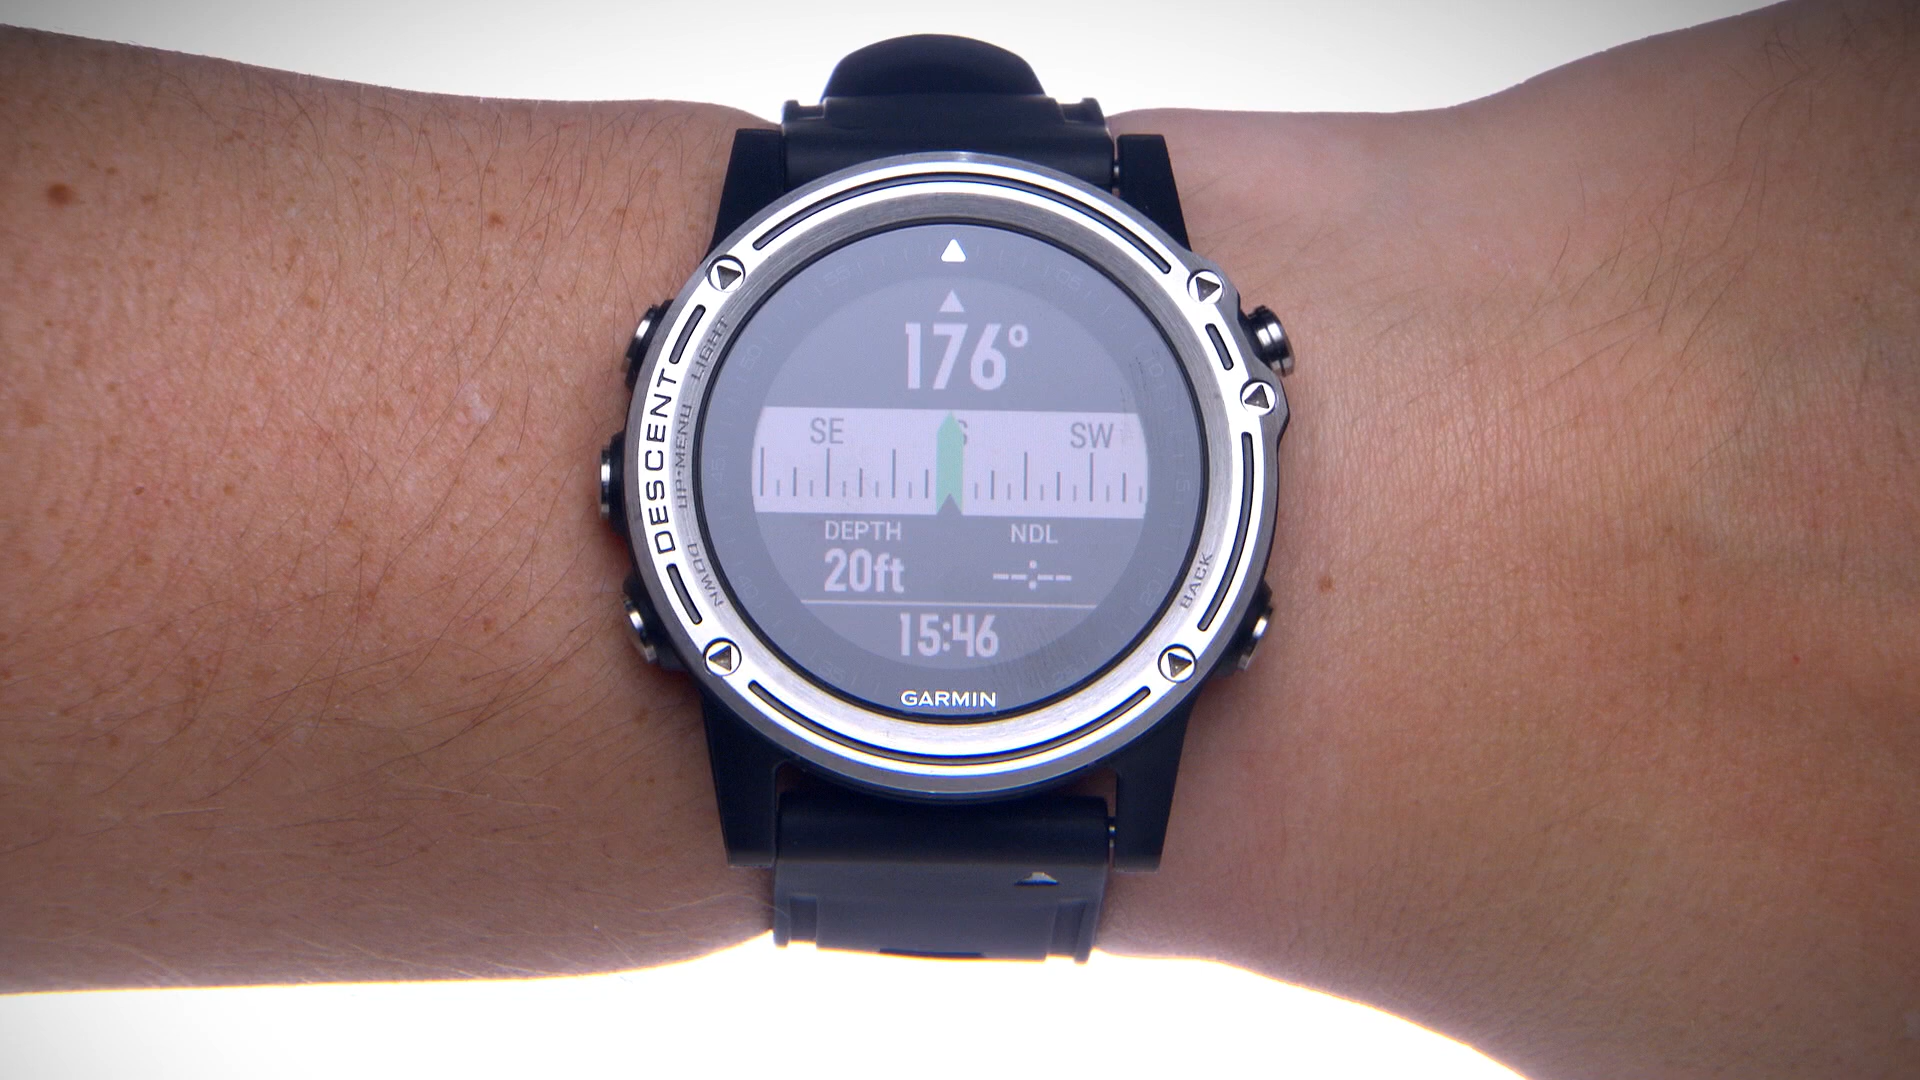 176°
SE S SW
DEPTH NDL
20ft --:--
15:46
GARMIN
DESCENT
LIGHT
UP·MENU
DOWN
BACK